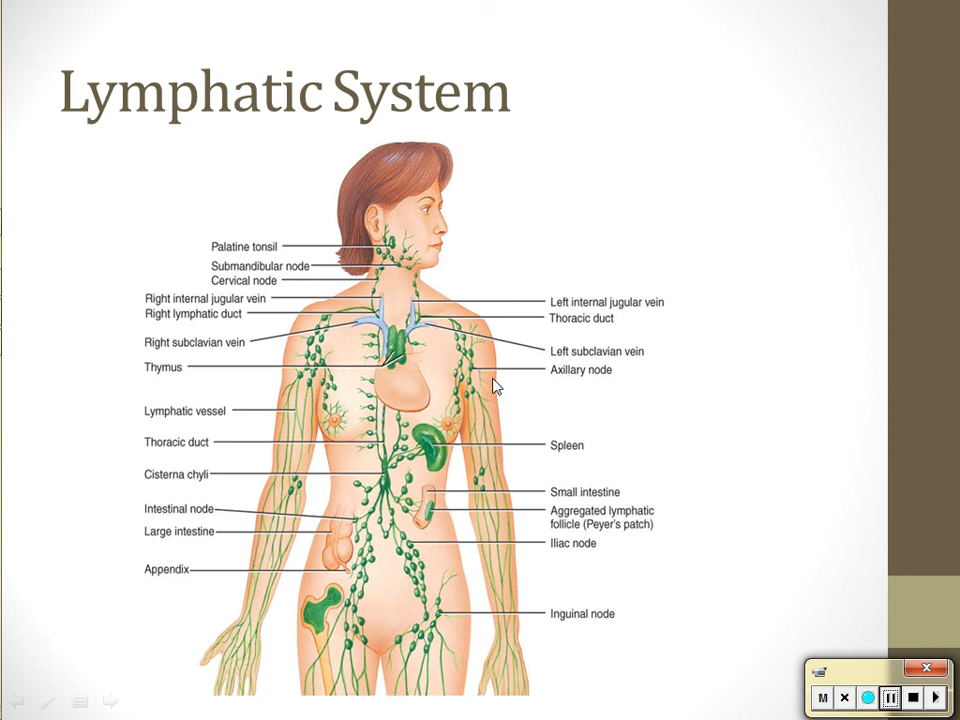 Lymphatic System
Palatine tonsil
Submandibular node
Cervical node
Right internal jugular vein
Right lymphatic duct
Right subclavian vein
Thymus
Lymphatic vessel
Thoracic duct
Cisterna chyli
Intestinal node
Large intestine
Appendix
Left internal jugular vein
Thoracic duct
Left subclavian vein
Axillary node
Spleen
Small intestine
Aggregated lymphatic
follicle (Peyer's patch)
Iliac node
Inguinal node
M